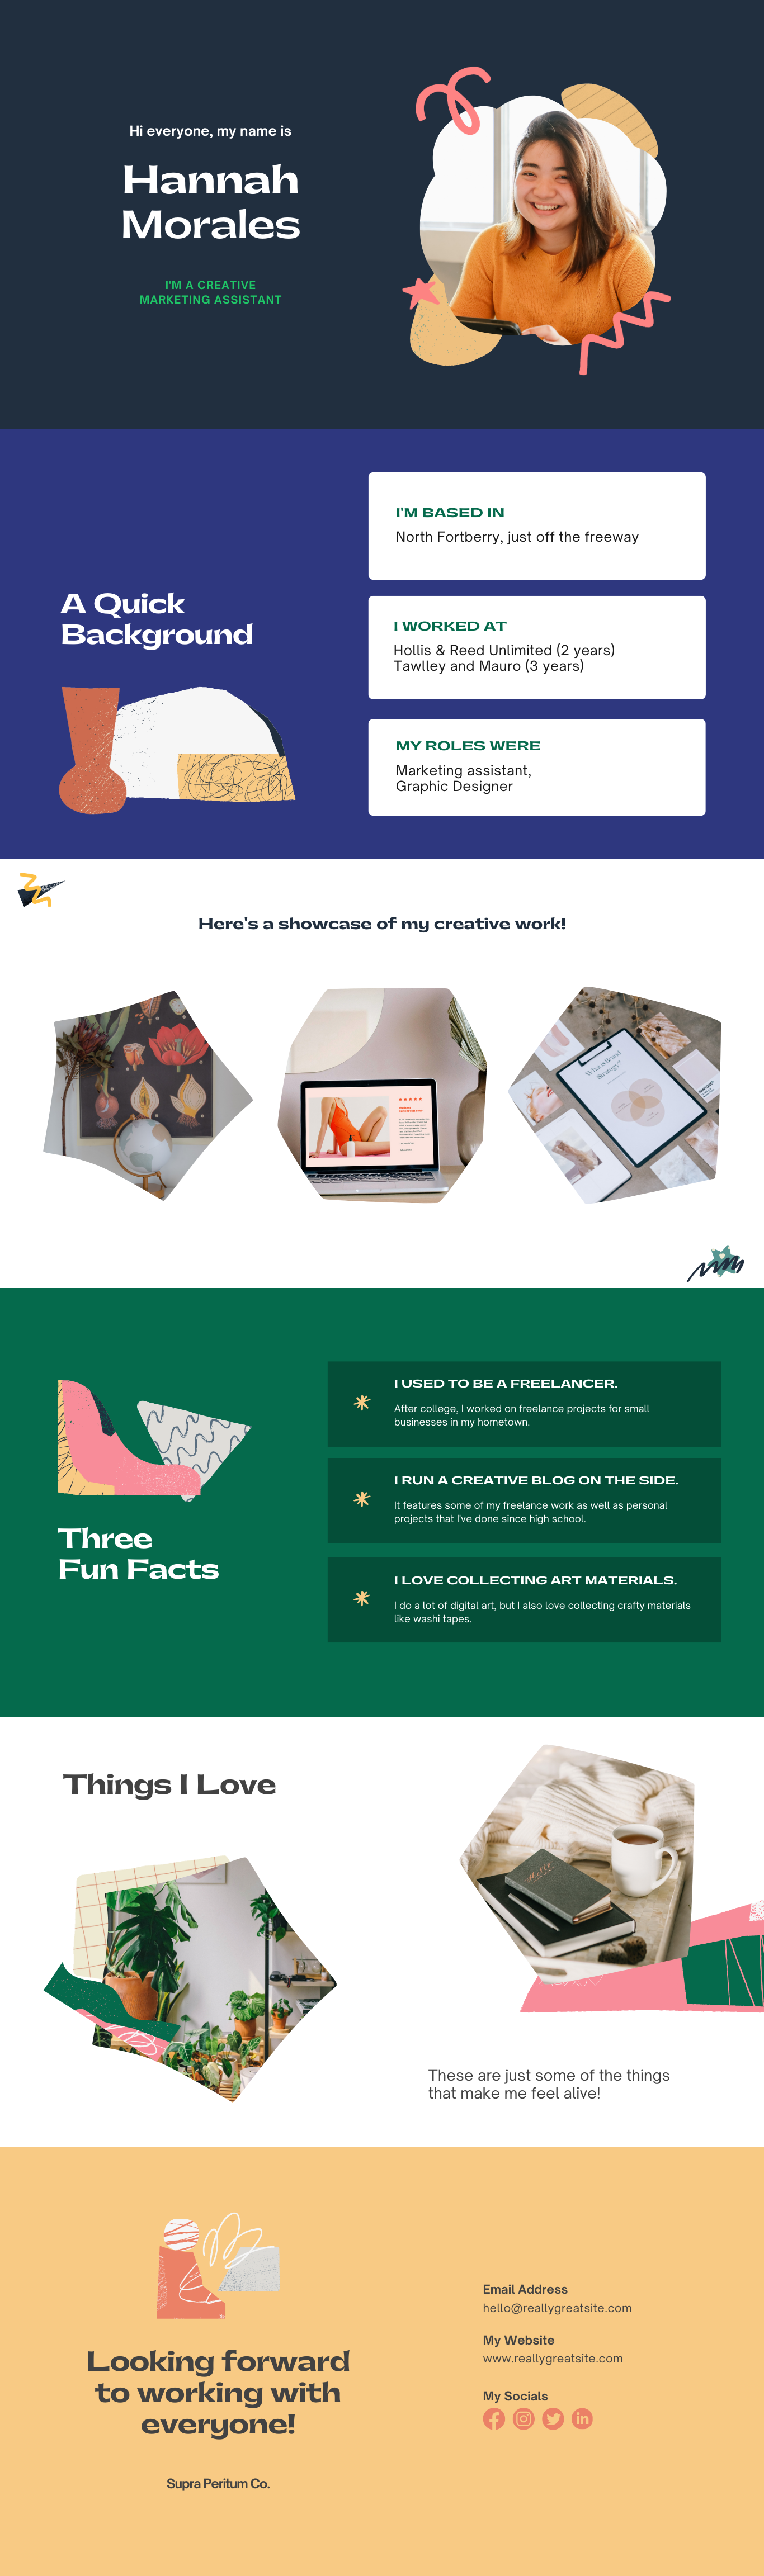 Hi everyone, my name is
Hannah
Morales
I'M A CREATIVE
MARKETING ASSISTANT
A Quick
Background
I'M BASED IN
North Fortberry, just off the freeway
I WORKED AT
Hollis & Reed Unlimited (2 years)
Tawlley and Mauro (3 years)
MY ROLES WERE
Marketing assistant,
Graphic Designer
Here's a showcase of my creative work!
What is Brand
Strategy?
Three
Fun Facts
I USED TO BE A FREELANCER.
After college, I worked on freelance projects for small
businesses in my hometown.
I RUN A CREATIVE BLOG ON THE SIDE.
It features some of my freelance work as well as personal
projects that I've done since high school.
I LOVE COLLECTING ART MATERIALS.
I do a lot of digital art, but I also love collecting crafty materials
like washi tapes.
Things I Love
Hello
These are just some of the things
that make me feel alive!
Looking forward
to working with
everyone!
Supra Peritum Co.
Email Address
hello@reallygreatsite.com
My Website
www.reallygreatsite.com
My Socials